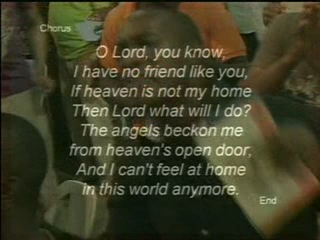 Chorus
O Lord, you know,
I have no friend like you,
If heaven is not my home
Then Lord what will I do?
The angels beckon me
from heaven's open door,
And I can't feel at home
in this world anymore.
End